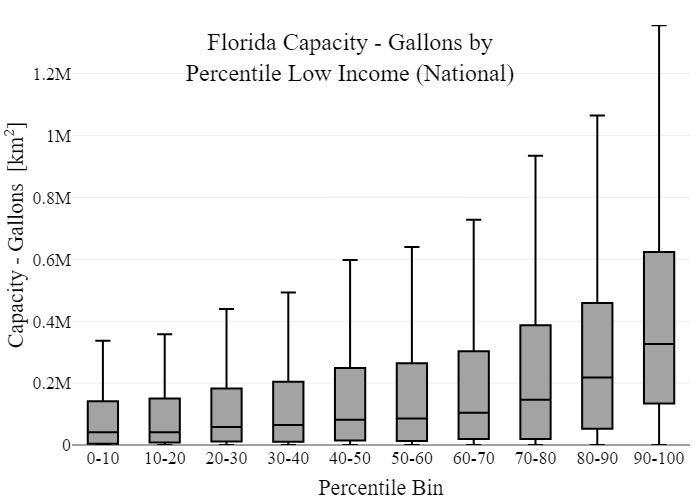 Florida Capacity - Gallons by
Percentile Low Income (National)
Capacity - Gallons [km²]
1.2M
1M
0.8M
0.6M
0.4M
0.2M
0
0-10 10-20 20-30 30-40 40-50 50-60 60-70 70-80 80-90 90-100
Percentile Bin